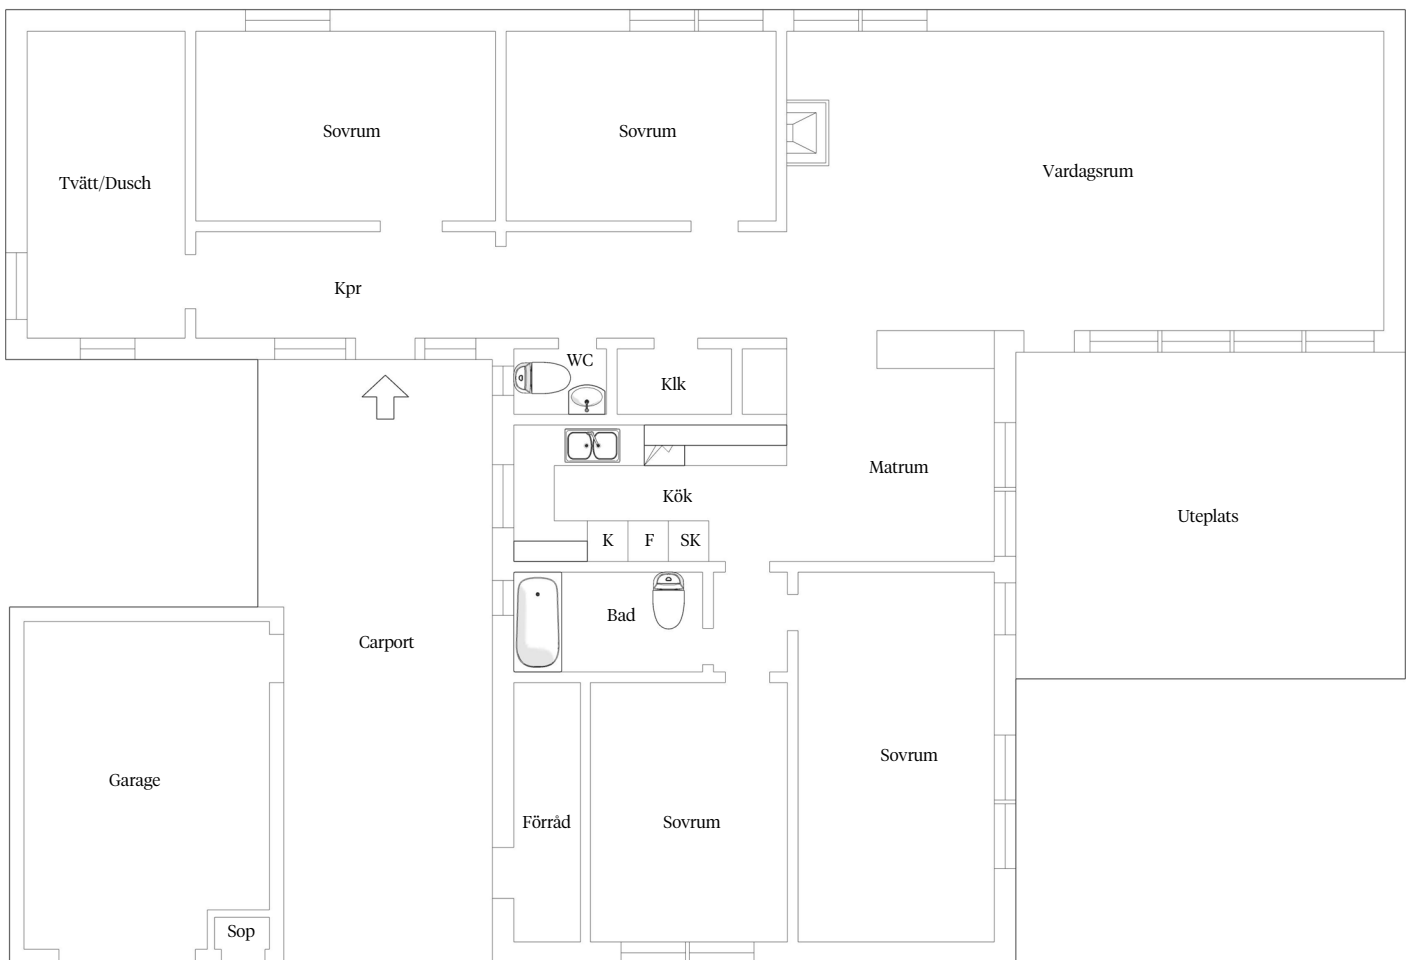 Sovrum
Sovrum
Vardagsrum
Tvätt/Dusch
Kpr
WC
Klk
Matrum
Kök
Uteplats
K
F
SK
Bad
Carport
Sovrum
Garage
Förråd
Sovrum
Sop